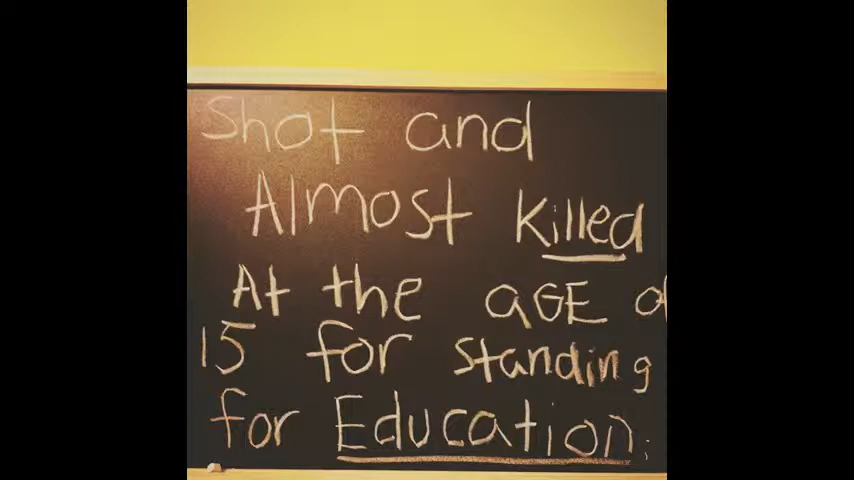 Shot and
Almost killed
At the aGE of
15 for standing
for Education.